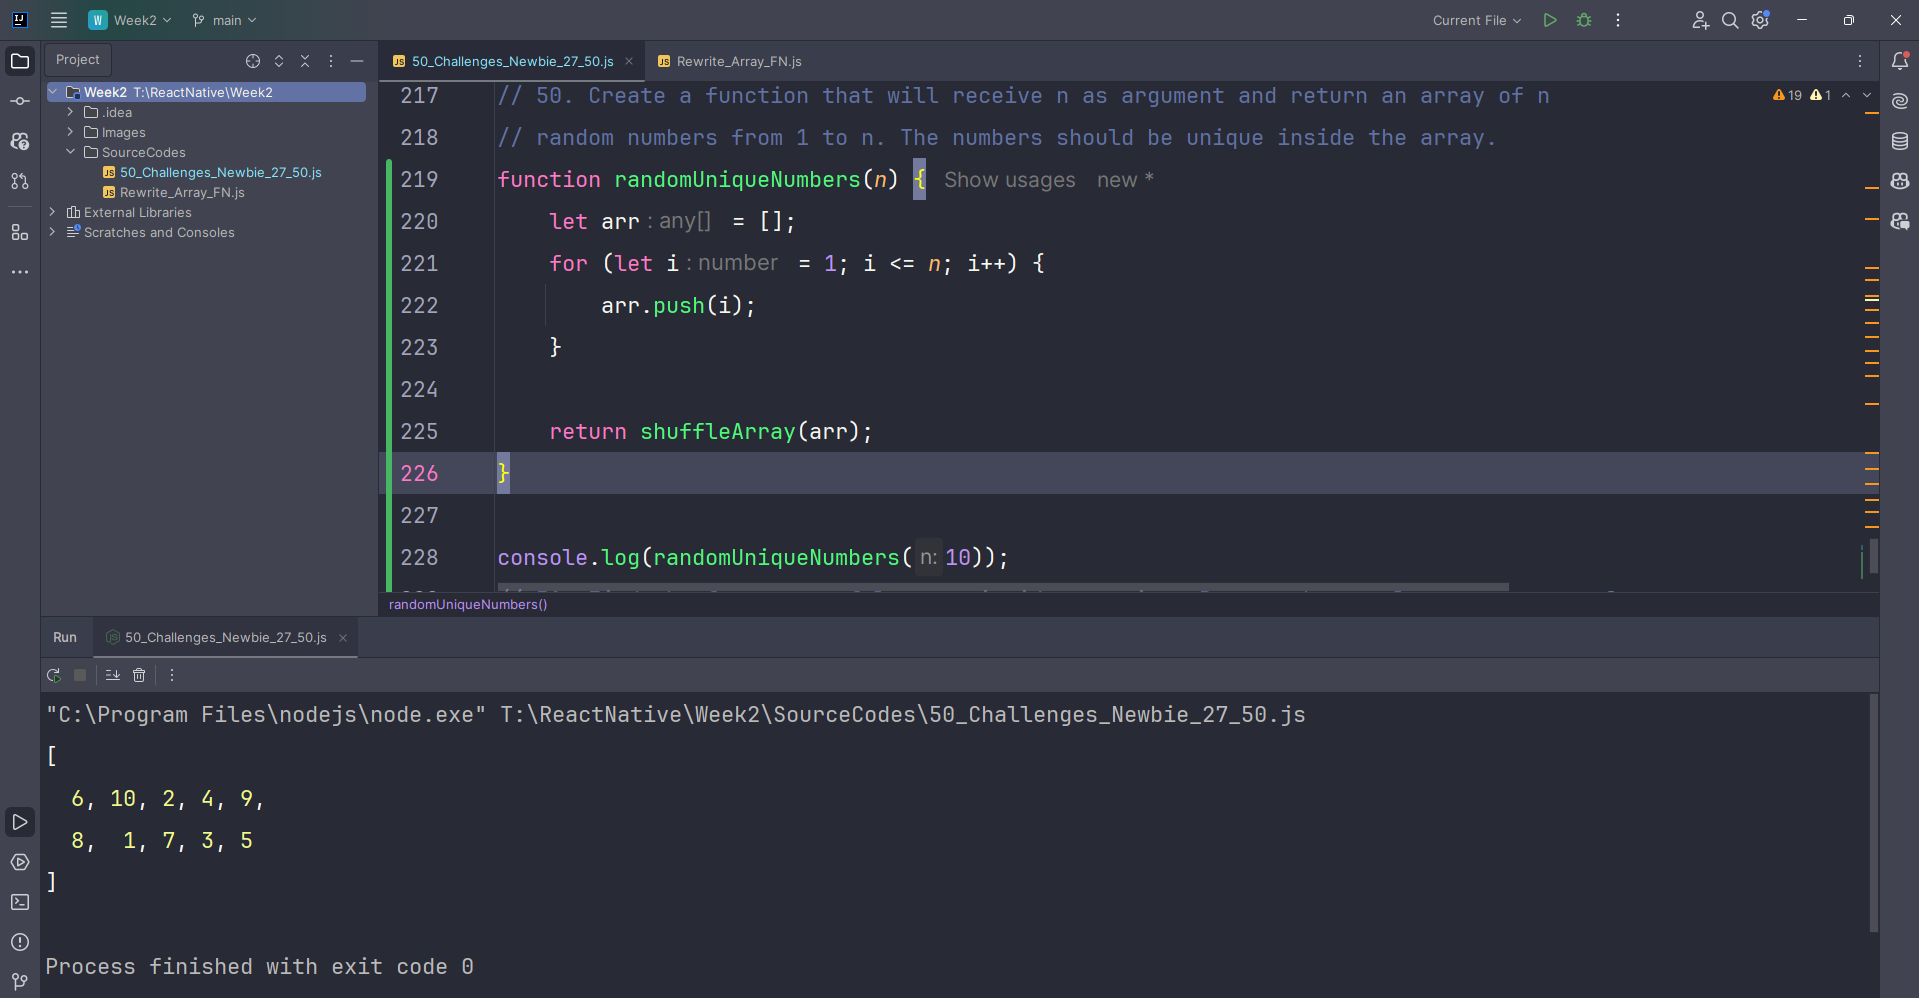 W Week2 main Current File
Project
Week2 T:\ReactNative\Week2
.idea
Images
SourceCodes
JS 50_Challenges_Newbie_27_50.js
JS Rewrite_Array_FN.js
External Libraries
Scratches and Consoles
JS 50_Challenges_Newbie_27_50.js JS Rewrite_Array_FN.js
19 1
217 // 50. Create a function that will receive n as argument and return an array of n
218 // random numbers from 1 to n. The numbers should be unique inside the array.
219 function randomUniqueNumbers(n) { Show usages new *
220 let arr : any[] = [];
221 for (let i : number = 1; i <= n; i++) {
222 arr.push(i);
223 }
224
225 return shuffleArray(arr);
226 }
227
228 console.log(randomUniqueNumbers( n: 10));
randomUniqueNumbers()
Run 50_Challenges_Newbie_27_50.js
"C:\Program Files\nodejs\node.exe" T:\ReactNative\Week2\SourceCodes\50_Challenges_Newbie_27_50.js
[
6, 10, 2, 4, 9,
8, 1, 7, 3, 5
]
Process finished with exit code 0